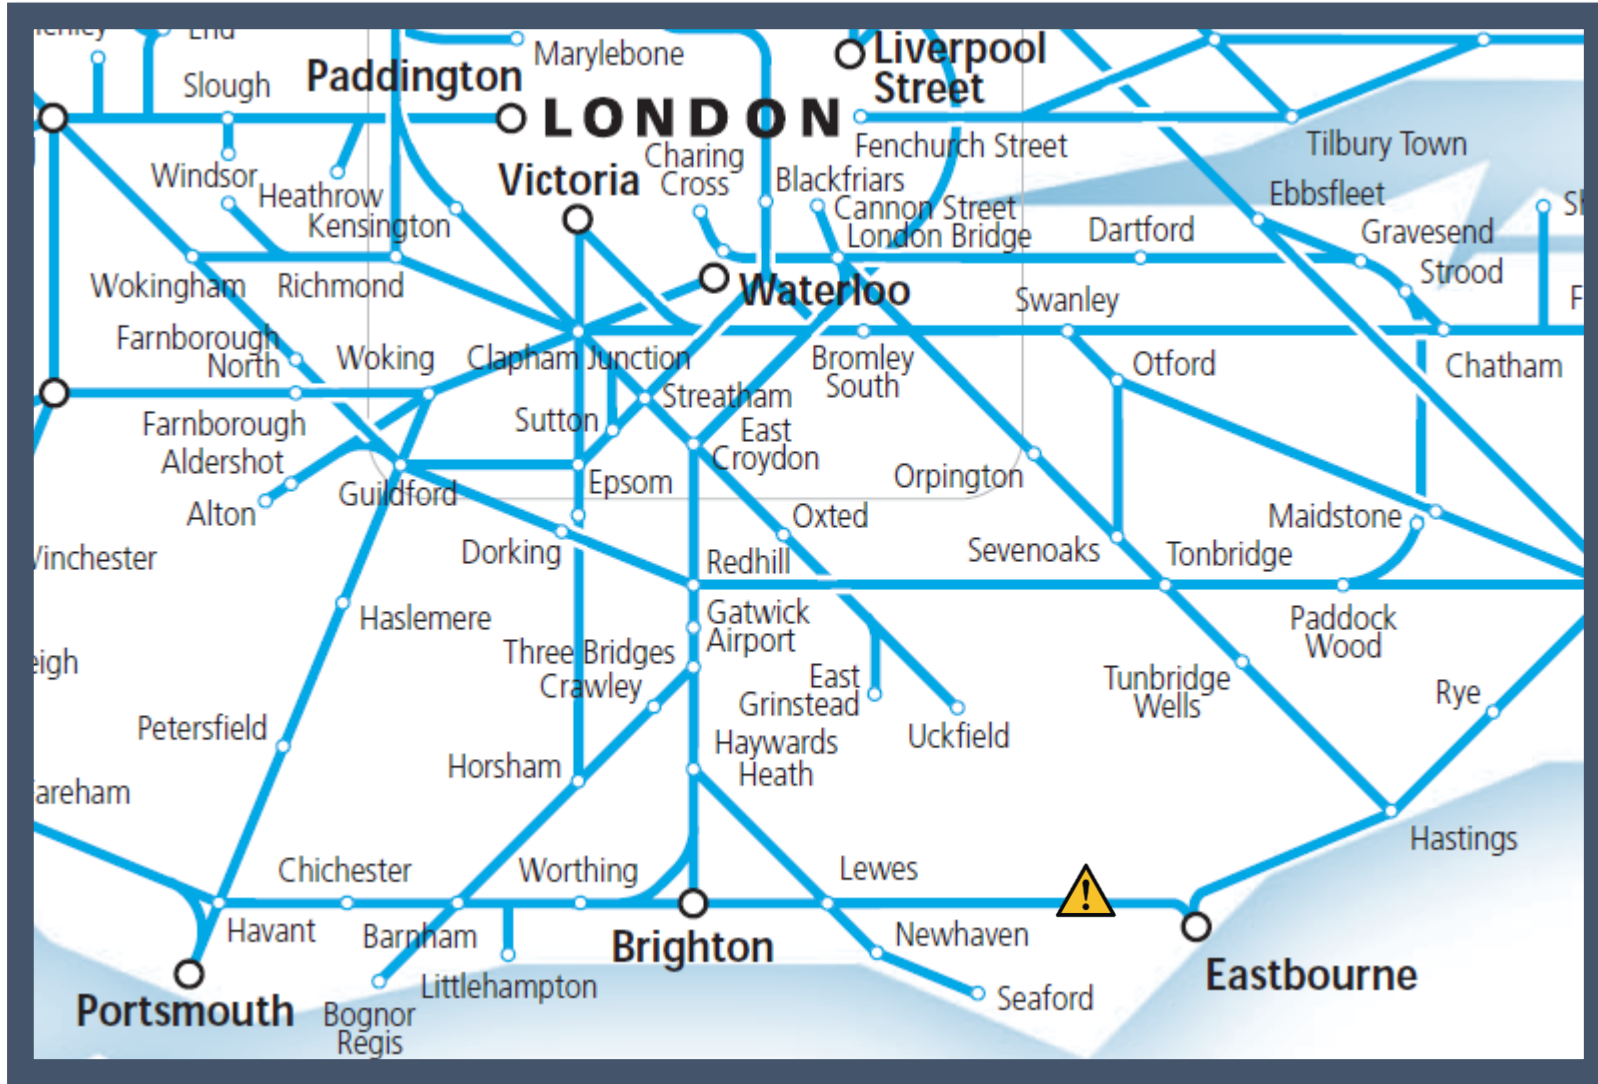 End
Marylebone
Liverpool
Street
Paddington
Slough
LONDON
Fenchurch Street
Tilbury Town
Charing
Cross
Victoria
Blackfriars
Windsor
Heathrow
Kensington
Cannon Street
London Bridge
Dartford
Ebbsfleet
Gravesend
Strood
Wokingham
Richmond
Waterloo
Swanley
Farnborough
North
Woking
Clapham Junction
Bromley
South
Otford
Chatham
Streatham
Sutton
Farnborough
Aldershot
East
Croydon
Orpington
Alton
Guildford
Epsom
Oxted
Maidstone
Dorking
Redhill
Sevenoaks
Tonbridge
Haslemere
Gatwick
Airport
Paddock
Wood
Three Bridges
Crawley
East
Grinstead
Tunbridge
Wells
Rye
Petersfield
Uckfield
Haywards
Heath
Horsham
Hastings
Chichester
Worthing
Lewes
!
Havant
Barnham
Brighton
Newhaven
Eastbourne
Littlehampton
Seaford
Portsmouth
Bognor
Regis